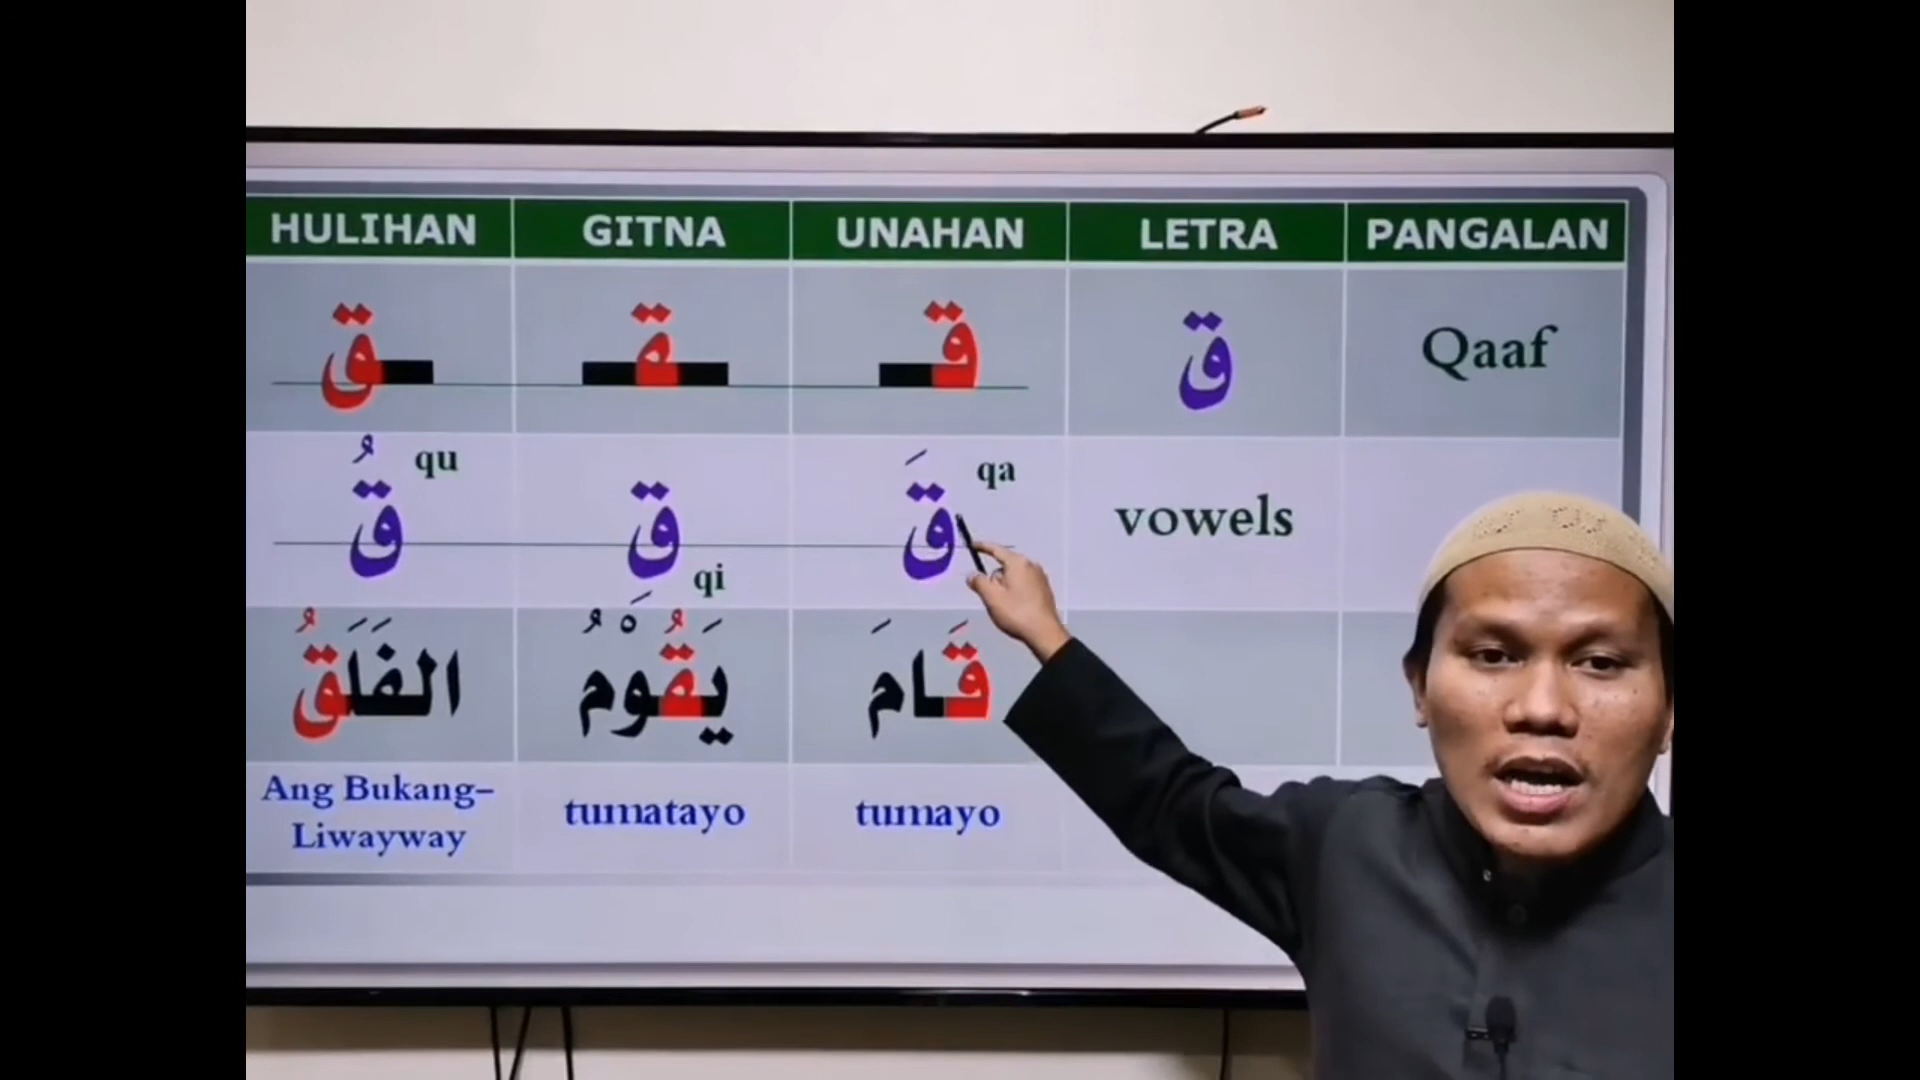 HULIHAN GITNA UNAHAN LETRA PANGALAN
ـق ـقـ قـ ق Qaaf
قُ qu قِ qi قَ qa vowels
الفَلَقُ يَقُوْمُ قَامَ
Ang Bukang–
Liwayway tumatayo tumayo